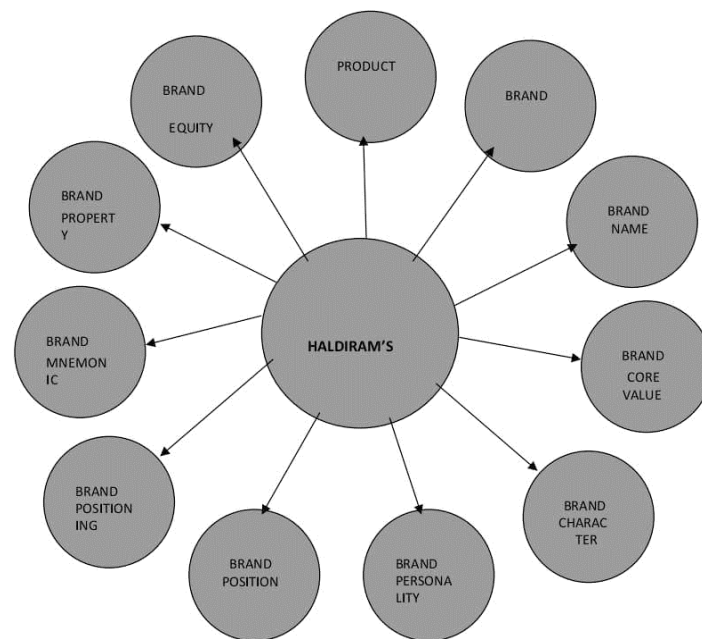 PRODUCT
BRAND
BRAND
NAME
BRAND
CORE
VALUE
BRAND
CHARAC
TER
BRAND
PERSONA
LITY
BRAND
POSITION
BRAND
POSITION
ING
BRAND
MNEMON
IC
BRAND
PROPERT
Y
BRAND
EQUITY
HALDIRAM’S